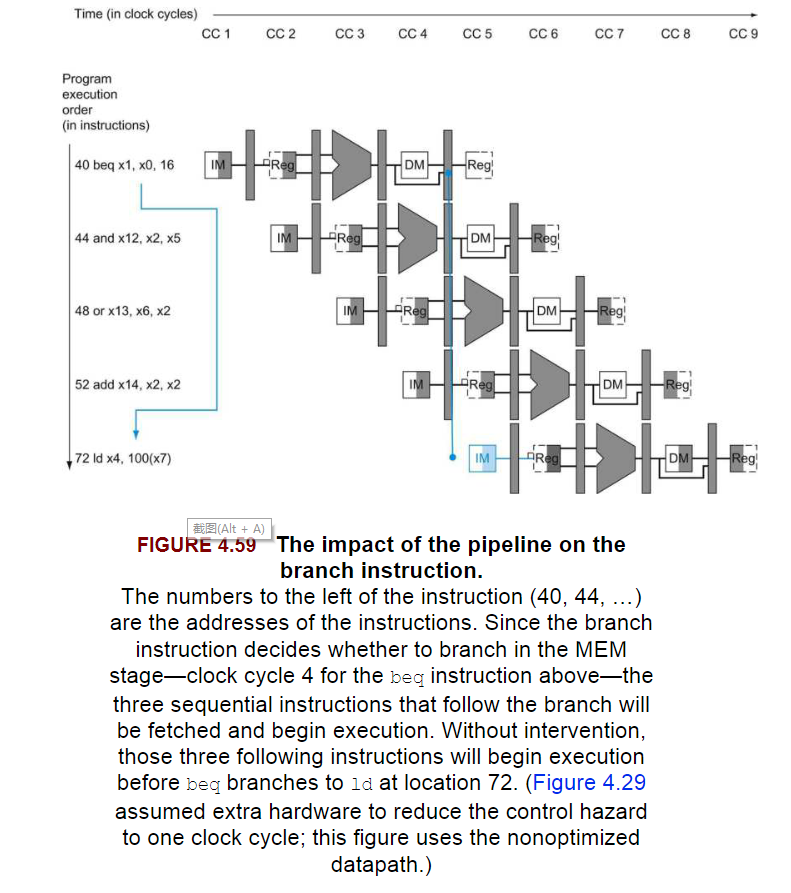 Time (in clock cycles)
CC 1 CC 2 CC 3 CC 4 CC 5 CC 6 CC 7 CC 8 CC 9
Program
execution
order
(in instructions)
40 beq x1, x0, 16 IM Reg DM Reg
44 and x12, x2, x5 IM Reg DM Reg
48 or x13, x6, x2 IM Reg DM Reg
52 add x14, x2, x2 IM Reg DM Reg
72 ld x4, 100(x7) IM Reg DM Reg
截图(Alt + A)
FIGURE 4.59 The impact of the pipeline on the
branch instruction.
The numbers to the left of the instruction (40, 44, …)
are the addresses of the instructions. Since the branch
instruction decides whether to branch in the MEM
stage—clock cycle 4 for the beq instruction above—the
three sequential instructions that follow the branch will
be fetched and begin execution. Without intervention,
those three following instructions will begin execution
before beq branches to ld at location 72. (Figure 4.29
assumed extra hardware to reduce the control hazard
to one clock cycle; this figure uses the nonoptimized
datapath.)